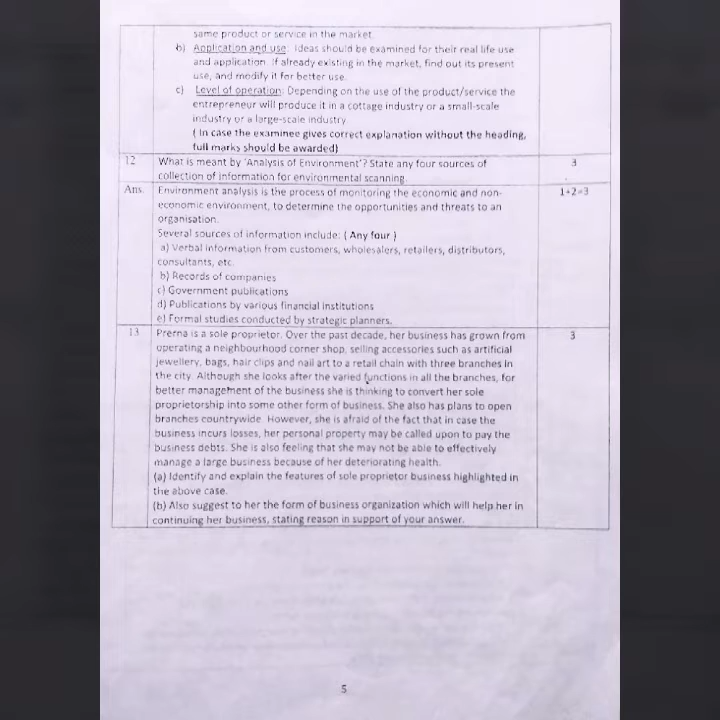 same product or service in the market.
b) Application and use: Ideas should be examined for their real life use
and application. If already existing in the market, find out its present
use, and modify it for better use.
c) Level of operation: Depending on the use of the product/service the
entrepreneur will produce it in a cottage industry or a small-scale
industry or a large-scale industry.
( In case the examinee gives correct explanation without the heading,
full marks should be awarded)
12 What is meant by 'Analysis of Environment'? State any four sources of 3
collection of information for environmental scanning.
Ans. Environment analysis is the process of monitoring the economic and non- 1+2=3
economic environment, to determine the opportunities and threats to an
organisation.
Several sources of information include: ( Any four )
a) Verbal information from customers, wholesalers, retailers, distributors,
consultants, etc.
b) Records of companies
c) Government publications
d) Publications by various financial institutions
e) Formal studies conducted by strategic planners.
13 Prerna is a sole proprietor. Over the past decade, her business has grown from 3
operating a neighbourhood corner shop, selling accessories such as artificial
jewellery, bags, hair clips and nail art to a retail chain with three branches in
the city. Although she looks after the varied functions in all the branches, for
better management of the business she is thinking to convert her sole
proprietorship into some other form of business. She also has plans to open
branches countrywide. However, she is afraid of the fact that in case the
business incurs losses, her personal property may be called upon to pay the
business debts. She is also feeling that she may not be able to effectively
manage a large business because of her deteriorating health.
(a) Identify and explain the features of sole proprietor business highlighted in
the above case.
(b) Also suggest to her the form of business organization which will help her in
continuing her business, stating reason in support of your answer.
5